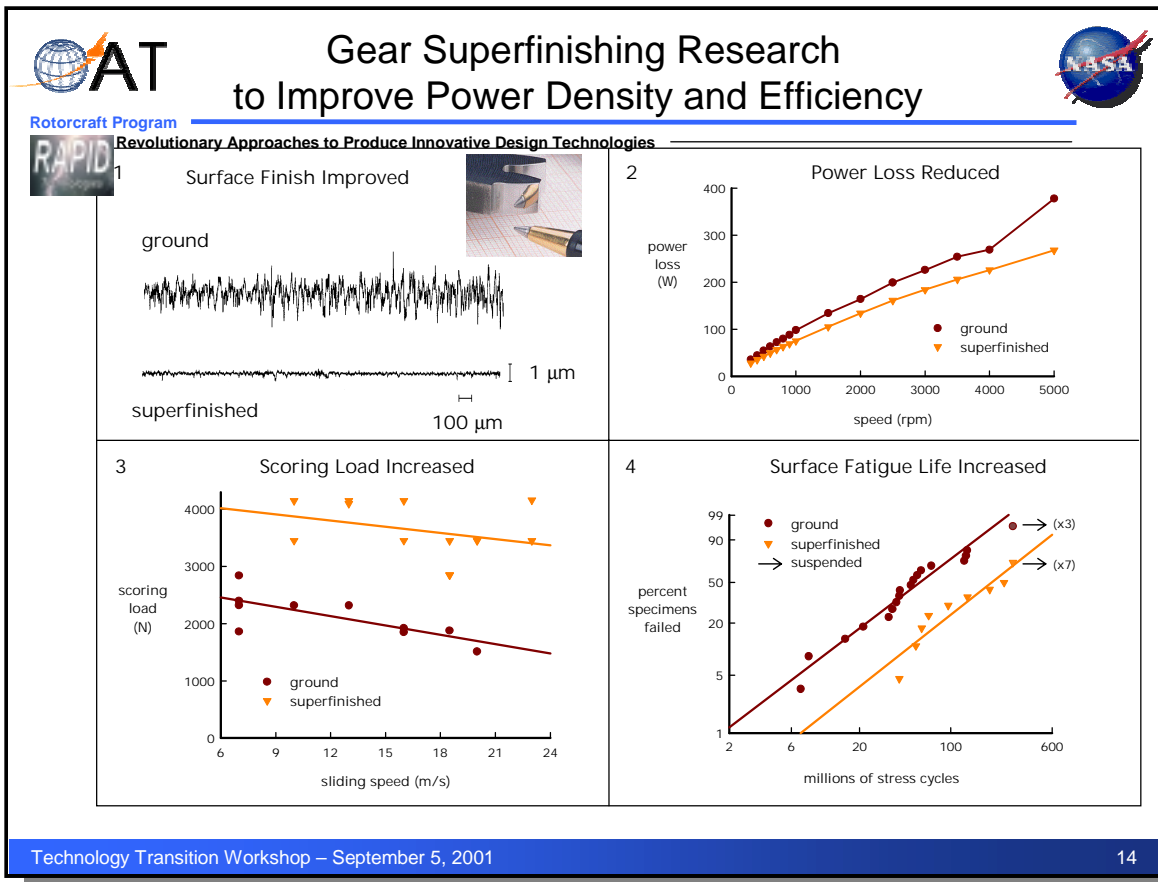 OAT
Gear Superfinishing Research
to Improve Power Density and Efficiency
NASA
Rotorcraft Program
Revolutionary Approaches to Produce Innovative Design Technologies
RAPID
1
Surface Finish Improved
ground
1 μm
superfinished
100 μm
2
Power Loss Reduced
400
300
200
100
0
power
loss
(W)
ground
superfinished
0 1000 2000 3000 4000 5000
speed (rpm)
3
Scoring Load Increased
4000
3000
2000
1000
0
scoring
load
(N)
ground
superfinished
6 9 12 15 18 21 24
sliding speed (m/s)
4
Surface Fatigue Life Increased
99
90
50
20
5
1
percent
specimens
failed
ground
superfinished
suspended
(x3)
(x7)
2 6 20 100 600
millions of stress cycles
Technology Transition Workshop – September 5, 2001
14